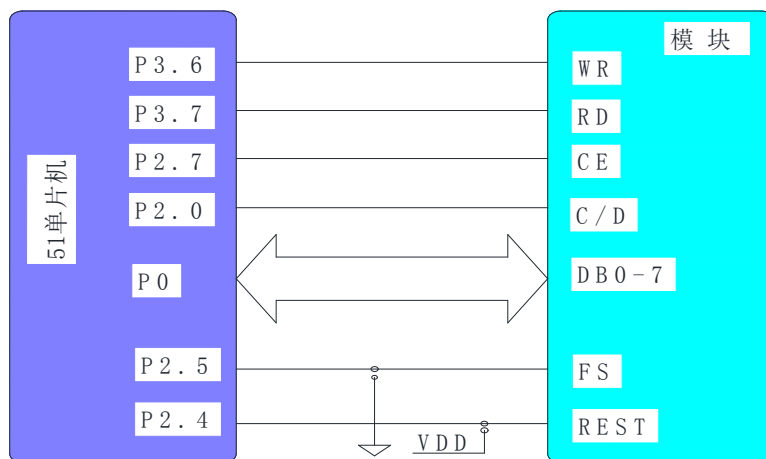 模 块
P3.6
WR
P3.7
RD
P2.7
CE
P2.0
C/D
51单片机
P0
DB0-7
P2.5
FS
P2.4
REST
VDD